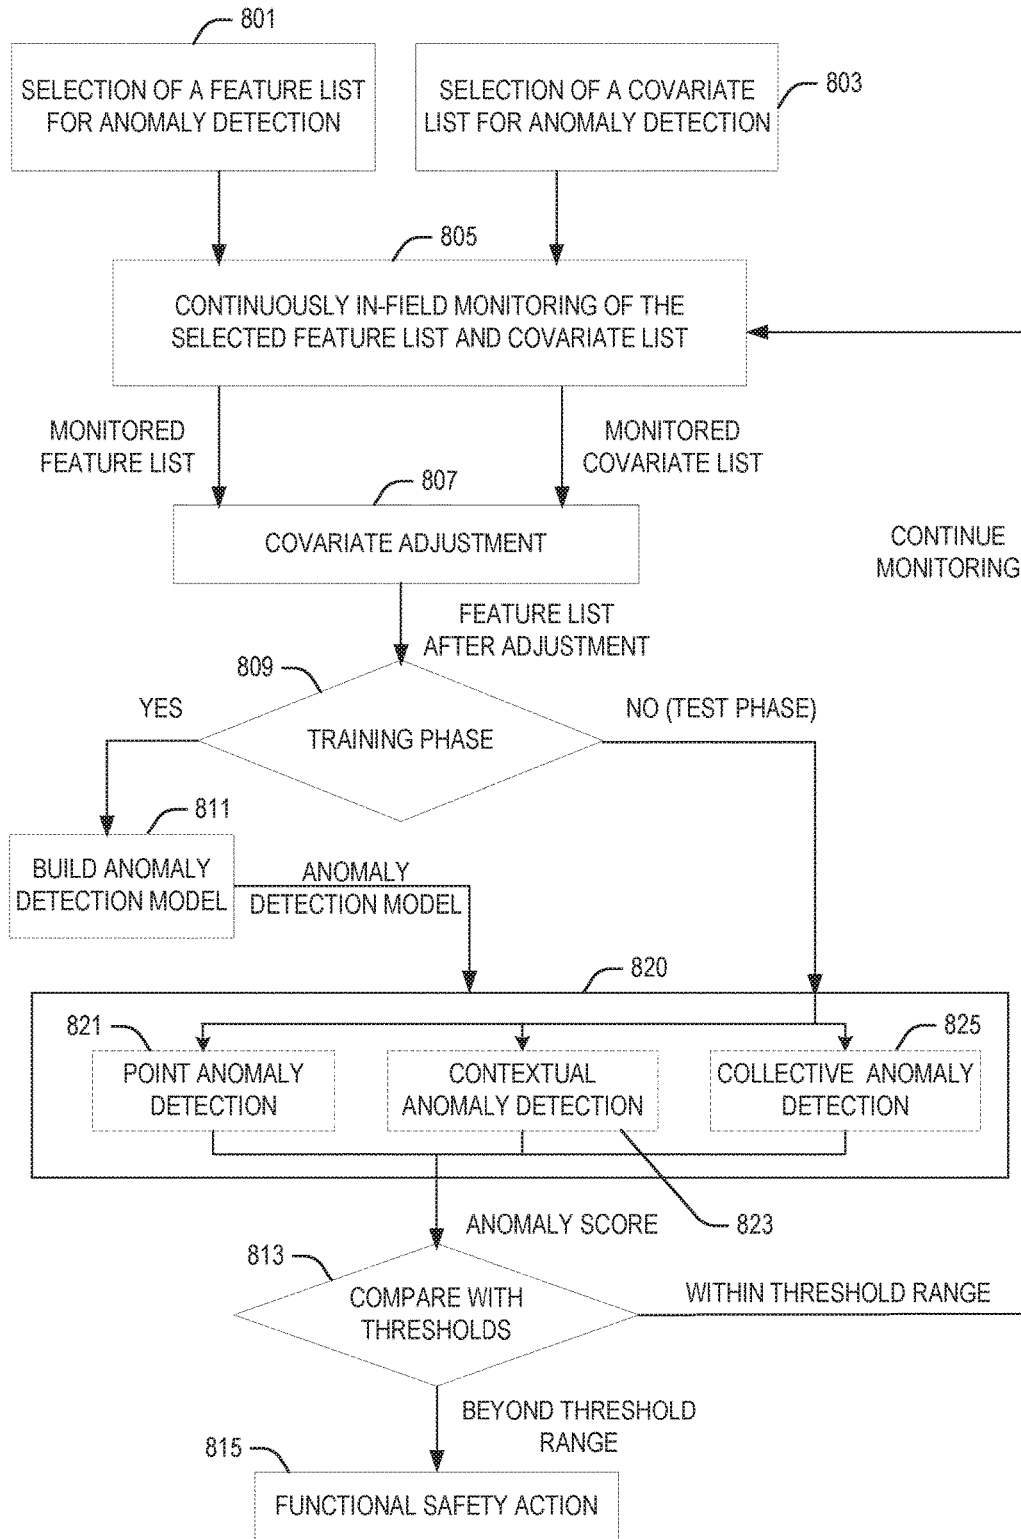 801
SELECTION OF A FEATURE LIST
FOR ANOMALY DETECTION
SELECTION OF A COVARIATE
LIST FOR ANOMALY DETECTION
803
805
CONTINUOUSLY IN-FIELD MONITORING OF THE
SELECTED FEATURE LIST AND COVARIATE LIST
MONITORED
FEATURE LIST
MONITORED
COVARIATE LIST
807
COVARIATE ADJUSTMENT
CONTINUE
MONITORING
FEATURE LIST
AFTER ADJUSTMENT
809
YES
NO (TEST PHASE)
TRAINING PHASE
811
BUILD ANOMALY
DETECTION MODEL
ANOMALY
DETECTION MODEL
820
821
825
POINT ANOMALY
DETECTION
CONTEXTUAL
ANOMALY DETECTION
COLLECTIVE ANOMALY
DETECTION
823
ANOMALY SCORE
813
COMPARE WITH
THRESHOLDS
WITHIN THRESHOLD RANGE
BEYOND THRESHOLD
RANGE
815
FUNCTIONAL SAFETY ACTION